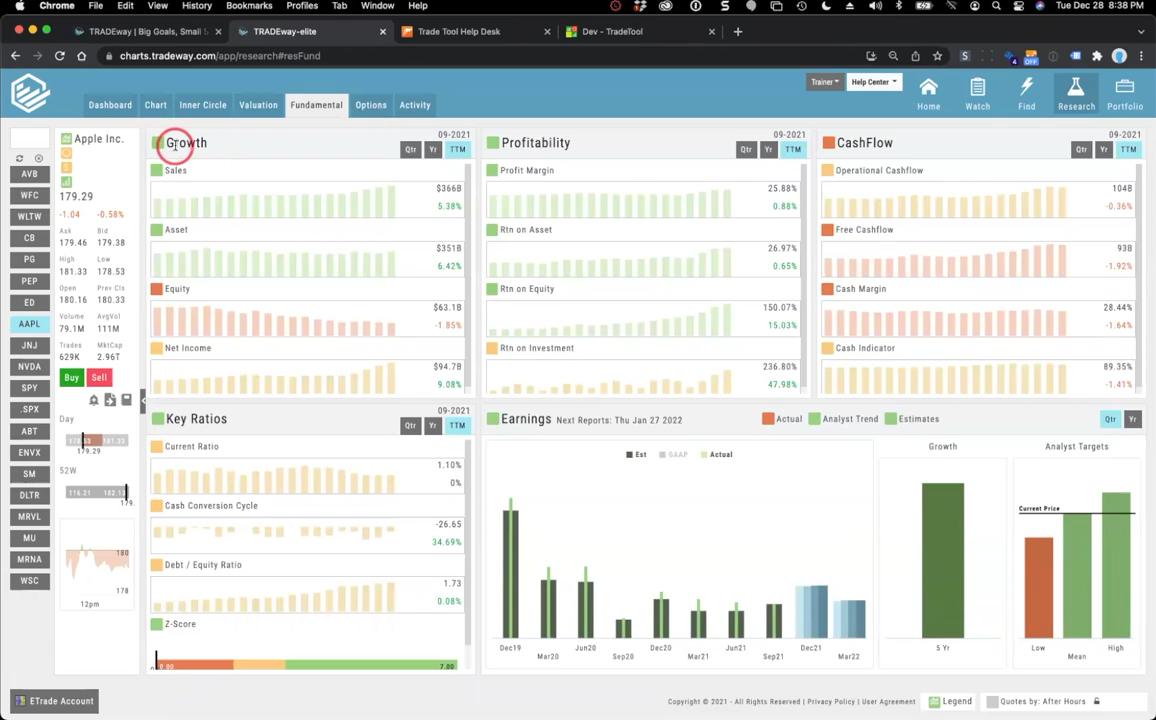 Chrome File Edit View History Bookmarks Profiles Tab Window Help
Tue Dec 28 8:38 PM
TRADEway | Big Goals, Small S
TRADEway-elite
Trade Tool Help Desk
Dev - TradeTool
charts.tradeway.com/app/research#resFund
Dashboard Chart Inner Circle Valuation Fundamental Options Activity
Trainer Help Center
Home Watch Find Research Portfolio
AVB
WFC
WLTW
CB
PG
PEP
ED
AAPL
JNJ
NVDA
SPY
.SPX
ABT
ENVX
SM
DLTR
MRVL
MU
MRNA
WSC
Apple Inc.
179.29
-1.04 -0.58%
Ask Bid
179.46 179.38
High Low
181.33 178.53
Open Prev Cls
180.16 180.33
Volume AvgVol
79.1M 111M
Trades MktCap
629K 2.96T
Buy Sell
Day
181.33
179.29
52W
116.21 182.13
179.
180
178
12pm
Growth
09-2021
Qtr Yr TTM
Sales
$366B
5.38%
Asset
$351B
6.42%
Equity
$63.1B
-1.85%
Net Income
$94.7B
9.08%
Profitability
09-2021
Qtr Yr TTM
Profit Margin
25.88%
0.88%
Rtn on Asset
26.97%
0.65%
Rtn on Equity
150.07%
15.03%
Rtn on Investment
236.80%
47.98%
CashFlow
09-2021
Qtr Yr TTM
Operational Cashflow
104B
-0.36%
Free Cashflow
93B
-1.92%
Cash Margin
28.44%
-1.64%
Cash Indicator
89.35%
-1.41%
Key Ratios
09-2021
Qtr Yr TTM
Current Ratio
1.10%
0%
Cash Conversion Cycle
-26.65
34.69%
Debt / Equity Ratio
1.73
0.08%
Z-Score
0.00 7.00
Earnings Next Reports: Thu Jan 27 2022
Actual Analyst Trend Estimates
Qtr Yr
Est GAAP Actual
Dec19 Mar20 Jun20 Sep20 Dec20 Mar21 Jun21 Sep21 Dec21 Mar22
Growth
5 Yr
Analyst Targets
Current Price
Low Mean High
ETrade Account
Copyright © 2021 - All Rights Reserved | Privacy Policy | User Agreement
Legend
Quotes by: After Hours